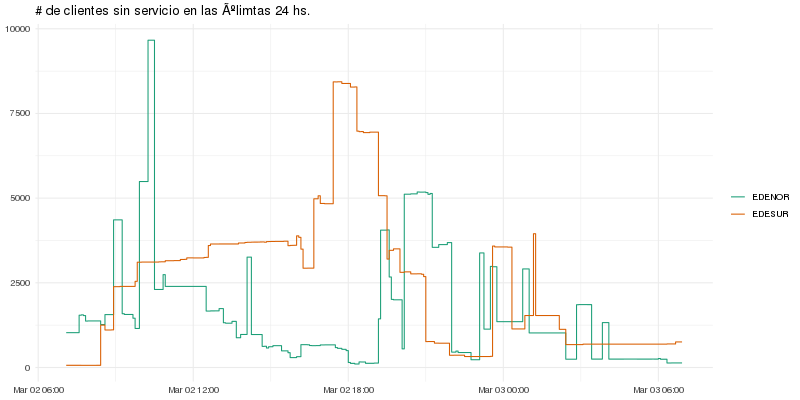 # de clientes sin servicio en las Ãºlimtas 24 hs.
10000
7500
5000
2500
0
Mar 02 06:00
Mar 02 12:00
Mar 02 18:00
Mar 03 00:00
Mar 03 06:00
EDENOR
EDESUR